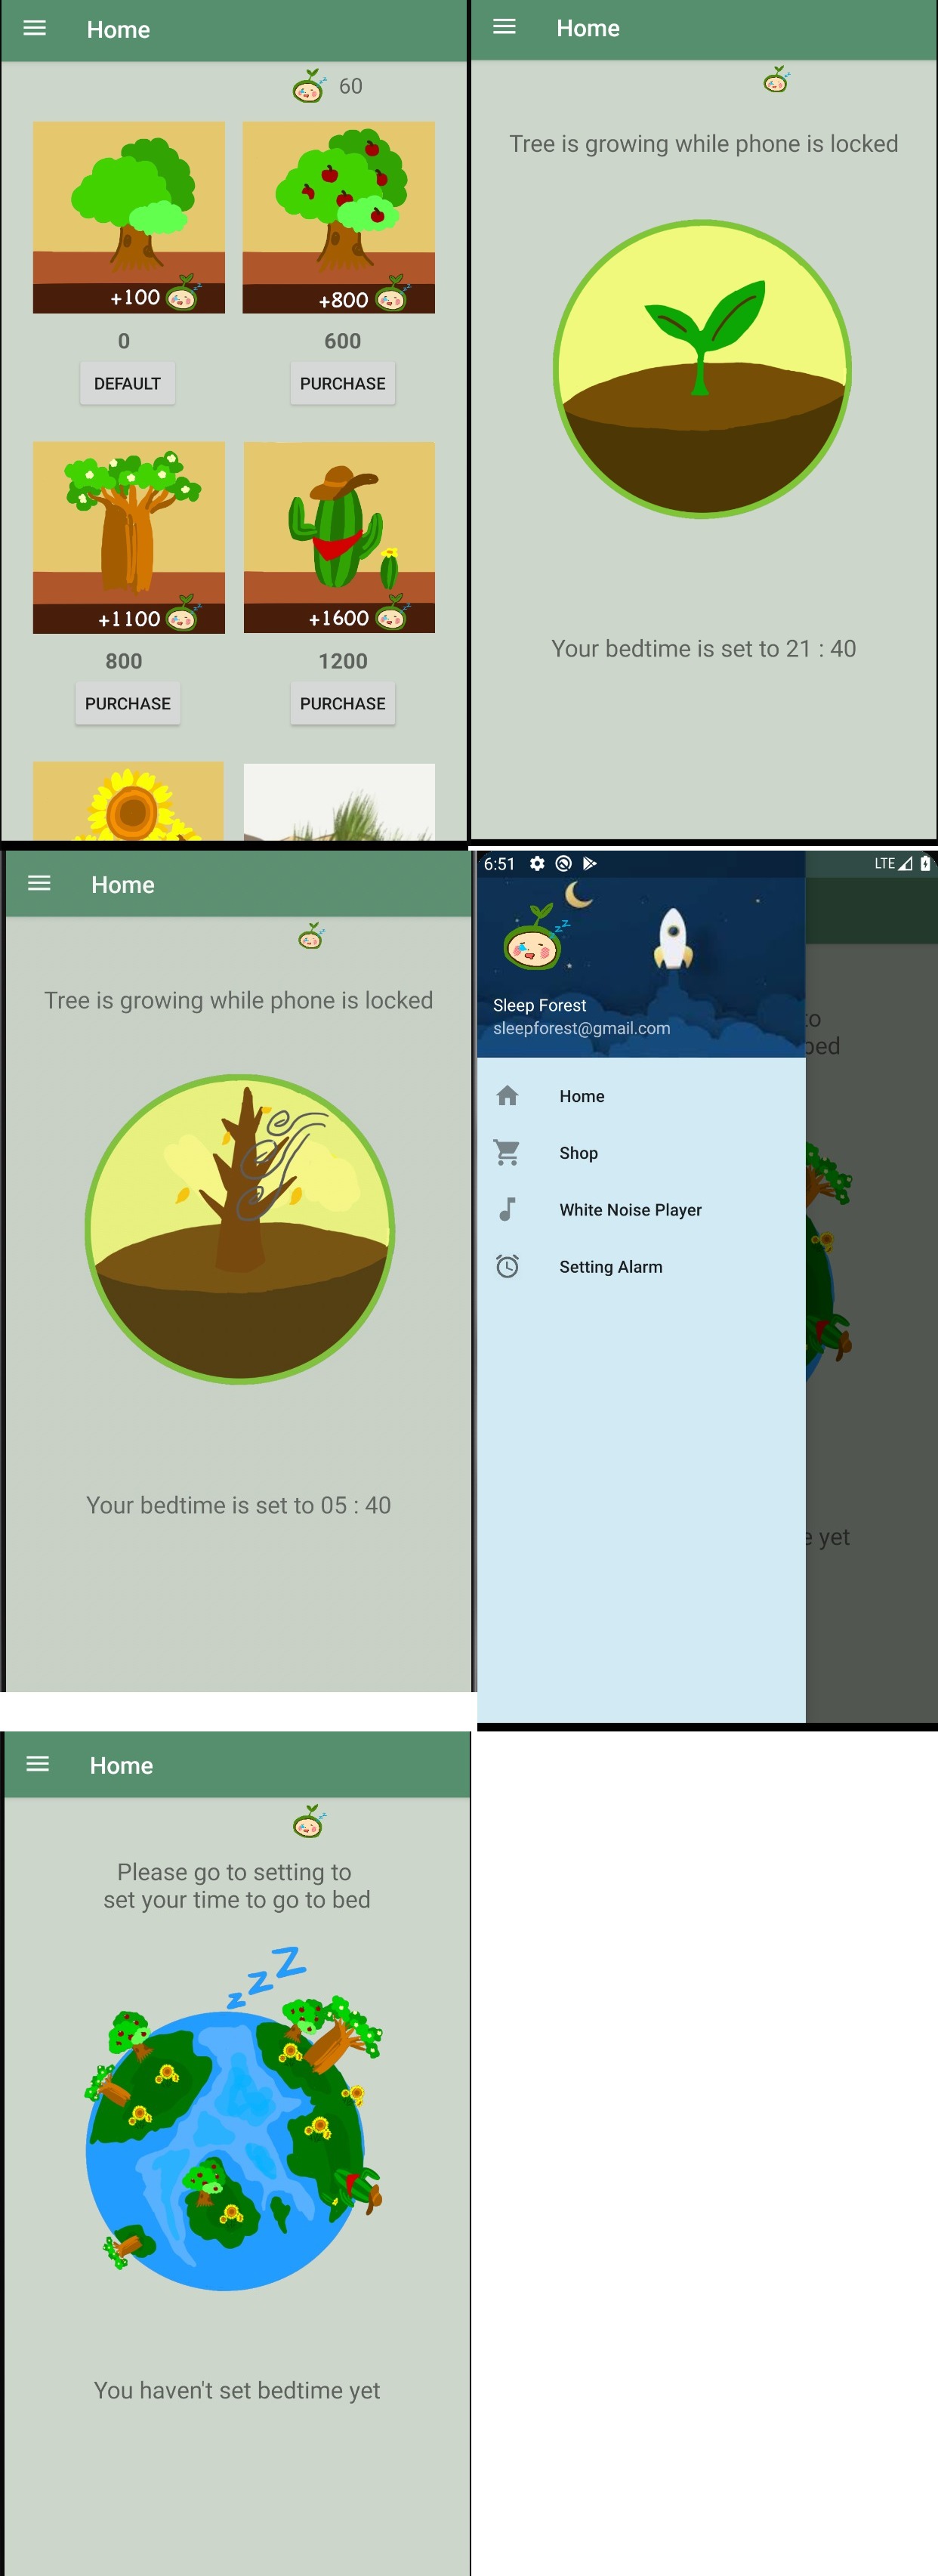 Home
60
+100
+800
0
600
DEFAULT
PURCHASE
+1100
+1600
800
1200
PURCHASE
PURCHASE
Home
Tree is growing while phone is locked
Your bedtime is set to 21 : 40
Home
Tree is growing while phone is locked
Your bedtime is set to 05 : 40
6:51
LTE
zzz
Sleep Forest
sleepforest@gmail.com
Home
Shop
White Noise Player
Setting Alarm
to
bed
e yet
Home
Please go to setting to
set your time to go to bed
zzZ
You haven't set bedtime yet